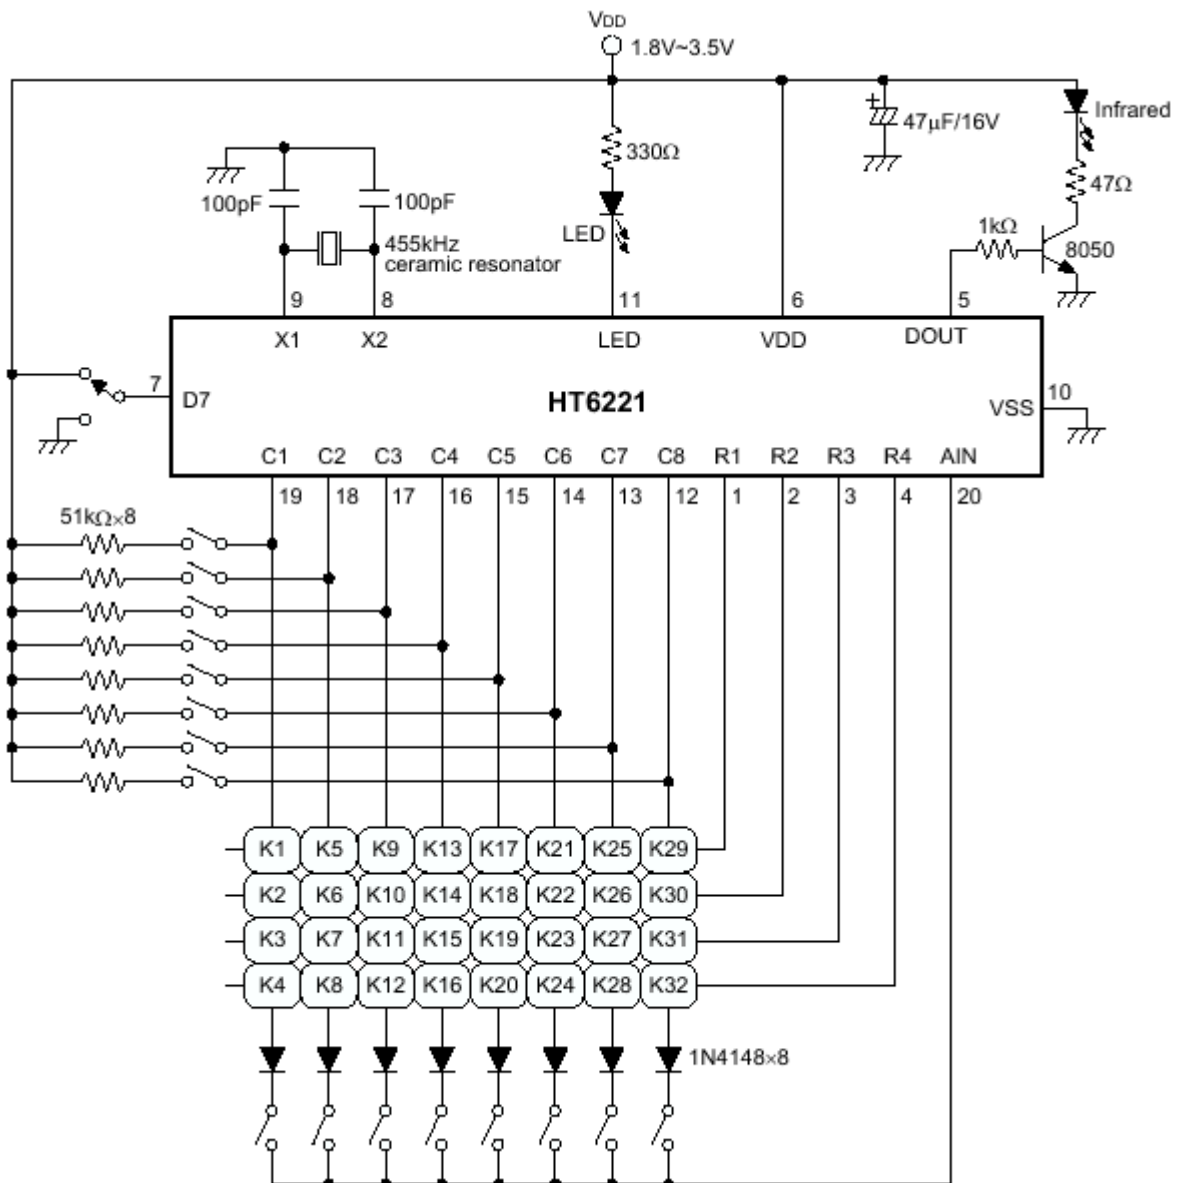 VDD
1.8V~3.5V
47µF/16V
Infrared
330Ω
47Ω
100pF
100pF
LED
1kΩ
8050
455kHz
ceramic resonator
9 8 11 6 5
X1 X2 LED VDD DOUT
7
D7
HT6221
10
VSS
C1 C2 C3 C4 C5 C6 C7 C8 R1 R2 R3 R4 AIN
19 18 17 16 15 14 13 12 1 2 3 4 20
51kΩ×8
K1 K5 K9 K13 K17 K21 K25 K29
K2 K6 K10 K14 K18 K22 K26 K30
K3 K7 K11 K15 K19 K23 K27 K31
K4 K8 K12 K16 K20 K24 K28 K32
1N4148×8